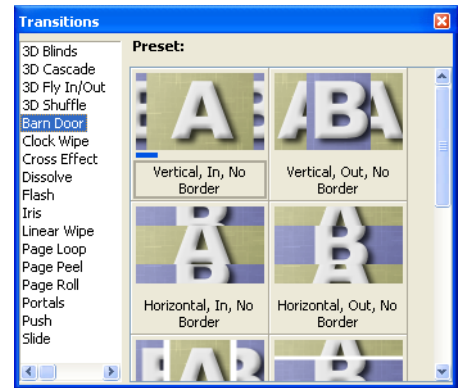 Transitions
3D Blinds
3D Cascade
3D Fly In/Out
3D Shuffle
Barn Door
Clock Wipe
Cross Effect
Dissolve
Flash
Iris
Linear Wipe
Page Loop
Page Peel
Page Roll
Portals
Push
Slide
Preset:
A
ABA
Vertical, In, No
Border
Vertical, Out, No
Border
B
A
B
A
B
A
Horizontal, In, No
Border
Horizontal, Out, No
Border